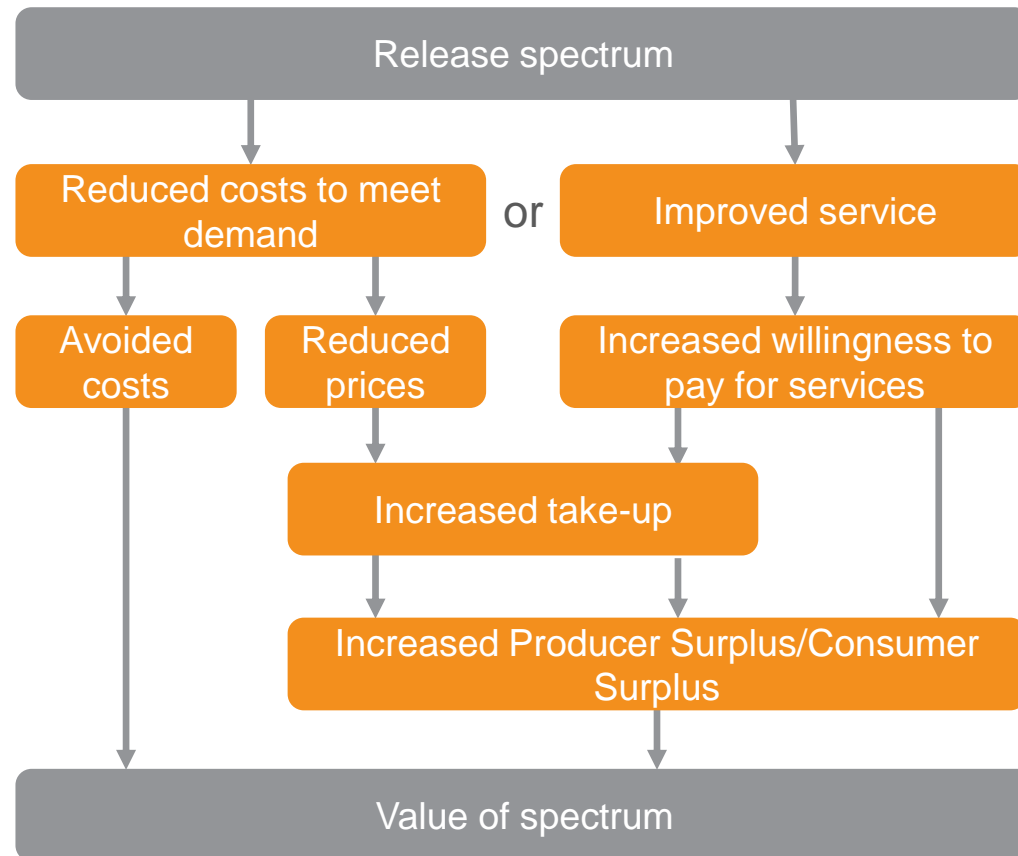 Release spectrum
Reduced costs to meet
demand
or
Improved service
Avoided
costs
Reduced
prices
Increased willingness to
pay for services
Increased take-up
Increased Producer Surplus/Consumer
Surplus
Value of spectrum